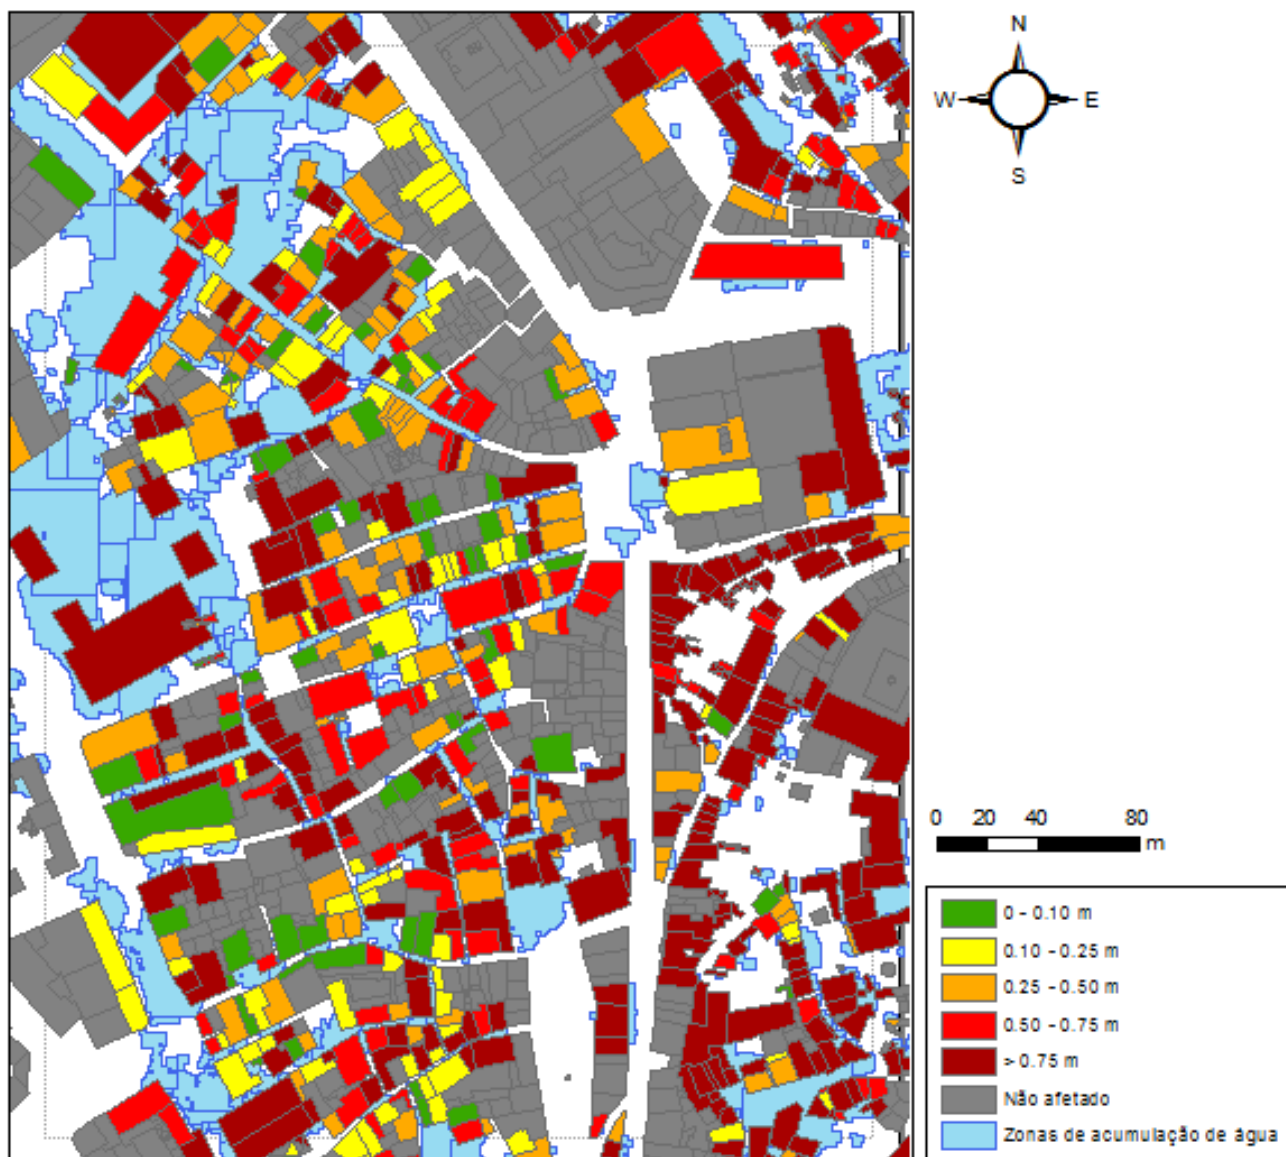 N
W E
S
0 20 40 80
m
0 - 0.10 m
0.10 - 0.25 m
0.25 - 0.50 m
0.50 - 0.75 m
> 0.75 m
Não afetado
Zonas de acumulação de água